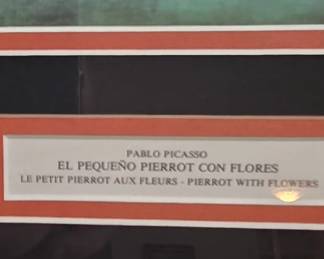 PABLO PICASSO
EL PEQUEÑO PIERROT CON FLORES
LE PETIT PIERROT AUX FLEURS - PIERROT WITH FLOWERS